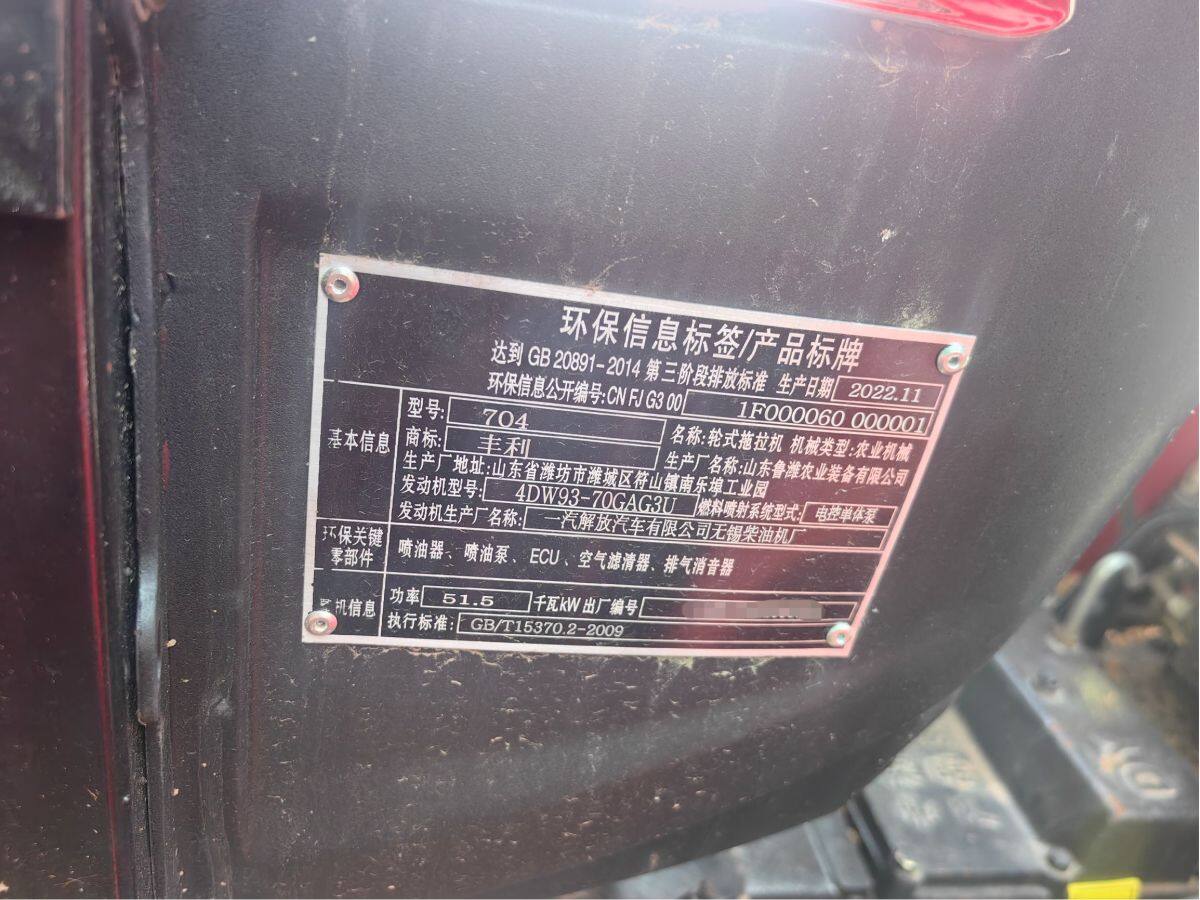 环保信息标签/产品标牌
达到 GB 20891-2014 第三阶段排放标准 生产日期 2022.11
环保信息公开编号:CN FJ G3 00 1F000060 000001
基本信息
型号: 704 名称:轮式拖拉机 机械类型:农业机械
商标: 丰利 生产厂名称:山东鲁潍农业装备有限公司
生产厂地址:山东省潍坊市潍城区符山镇南乐埠工业园
发动机型号: 4DW93-70GAG3U 燃料喷射系统型式: 电控单体泵
发动机生产厂名称: 一汽解放汽车有限公司无锡柴油机厂
环保关键
零部件
喷油器、喷油泵、ECU、空气滤清器、排气消音器
机信息
功率 51.5 千瓦kW 出厂编号
执行标准: GB/T15370.2-2009